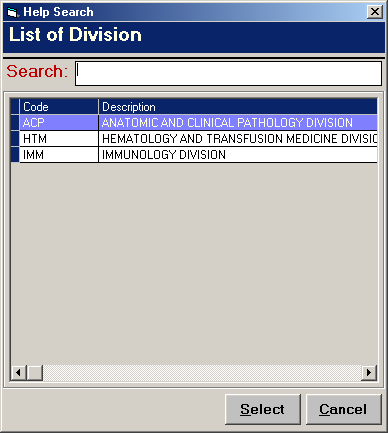 Help Search
List of Division
Search:
Code Description
ACP ANATOMIC AND CLINICAL PATHOLOGY DIVISION
HTM HEMATOLOGY AND TRANSFUSION MEDICINE DIVISIO
IMM IMMUNOLOGY DIVISION
Select Cancel